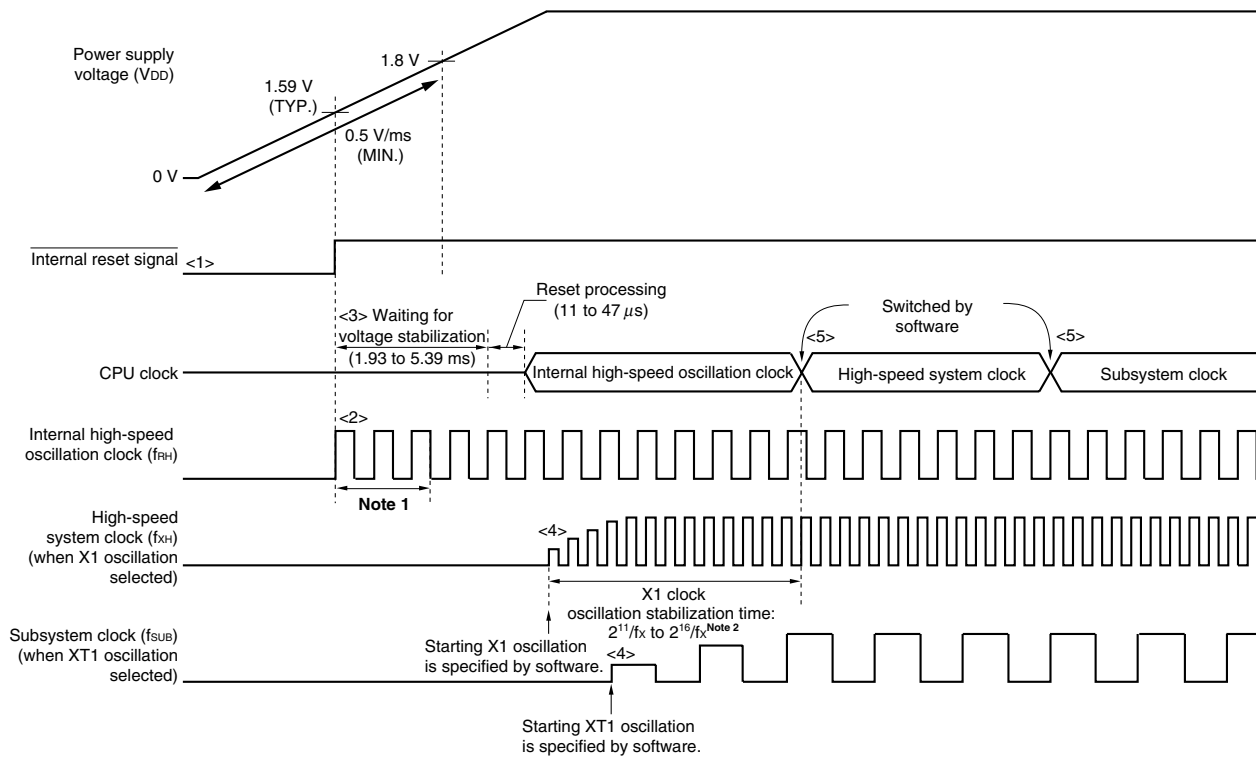 Power supply
voltage (VDD)
1.8 V
1.59 V
(TYP.)
0.5 V/ms
(MIN.)
0 V
Internal reset signal
<1>
Reset processing
(11 to 47 μs)
<3> Waiting for
voltage stabilization
(1.93 to 5.39 ms)
Switched by
software
<5>
<5>
CPU clock
Internal high-speed oscillation clock
High-speed system clock
Subsystem clock
<2>
Internal high-speed
oscillation clock (fRH)
Note 1
High-speed
system clock (fXH)
(when X1 oscillation
selected)
<4>
X1 clock
oscillation stabilization time:
2^11/fX to 2^16/fX Note 2
Starting X1 oscillation
is specified by software.
Subsystem clock (fSUB)
(when XT1 oscillation
selected)
<4>
Starting XT1 oscillation
is specified by software.